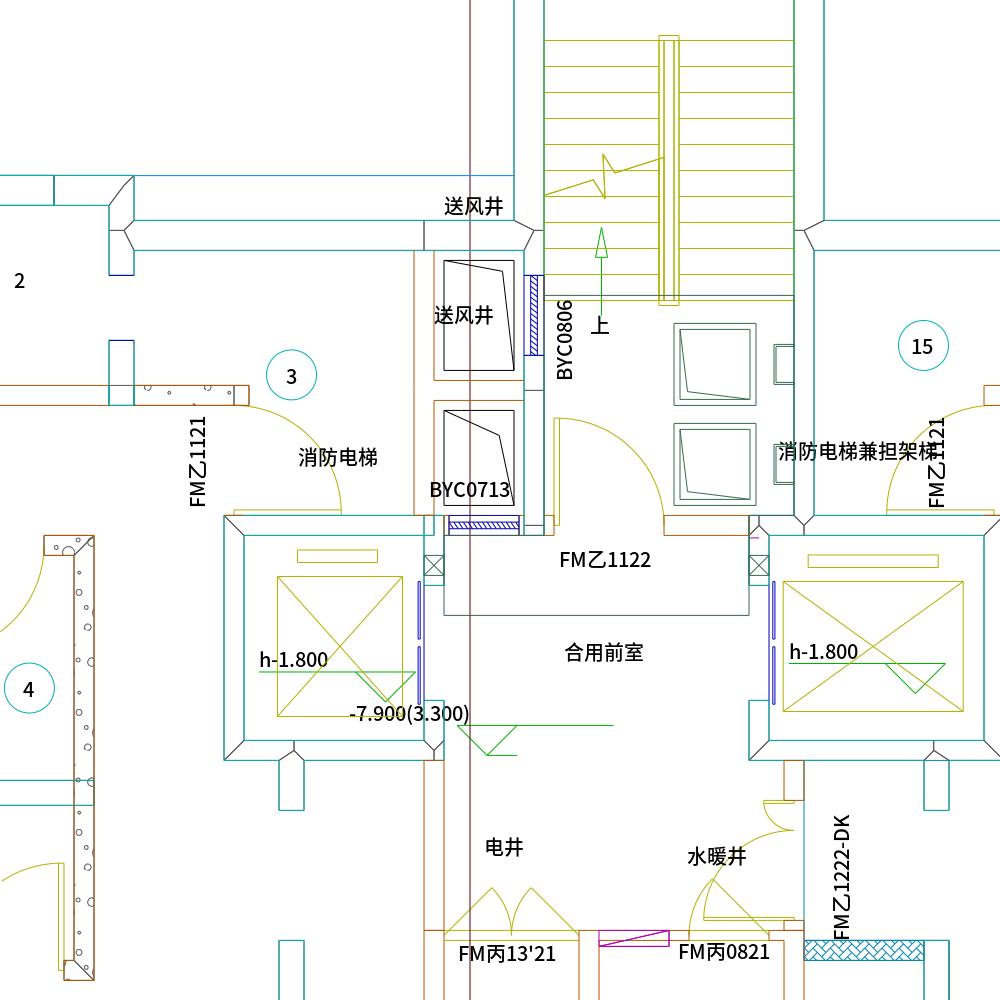 送风井
2
送风井
BYC0806
上
15
3
FM乙1121
消防电梯
消防电梯兼担架梯
FM乙1121
BYC0713
FM乙1122
合用前室
h-1.800
h-1.800
4
-7.900(3.300)
电井
水暖井
FM乙1222-DK
FM丙13'21
FM丙0821